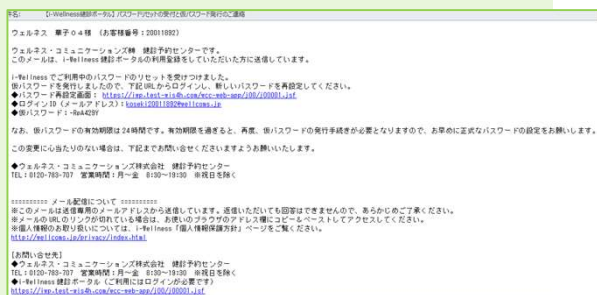 件名: 【i-Wellness健診ポータル】パスワードリセットの受付と仮パスワード発行のご連絡
ウェルネス 華子04様 (お客様番号:20011892)
ウェルネス・コミュニケーションズ㈱ 健診予約センターです。
このメールは、i-Wellness健診ポータルの利用登録をしていただいた方に送信しています。
i-Wellnessでご利用中のパスワードのリセットを受けつけました。
仮パスワードを発行しましたので、下記URLからログインし、新しいパスワードを再設定してください。
◆パスワード再設定画面: https://iwp.test-wis4h.com/wcc-web-app/j00/j00001.jsf
◆ログインID(メールアドレス):koseki20011892@wellcoms.jp
◆仮パスワード:-ReA429Y
なお、仮パスワードの有効期限は24時間です。有効期限を過ぎると、再度、仮パスワードの発行手続きが必要となりますので、お早めに正式なパスワードの設定をお願いします。
この変更に心当たりのない場合は、下記までお問い合せくださいますようお願いいたします。
◆ウェルネス・コミュニケーションズ株式会社 健診予約センター
TEL:0120-783-707 営業時間:月~金 8:30~19:30 ※祝日を除く
========== メール配信について ==========
※このメールは送信専用のメールアドレスから送信しています。返信いただいても回答はできませんので、あらかじめご了承ください。
※メールのURLのリンクが切れている場合は、お使いのブラウザのアドレス欄にコピー&ペーストしてアクセスしてください。
※個人情報のお取り扱いについては、i-Wellness「個人情報保護方針」ページをご覧ください。
http://wellcoms.jp/privacy/index.html
[お問い合せ先]
◆ウェルネス・コミュニケーションズ株式会社 健診予約センター
TEL:0120-783-707 営業時間:月~金 8:30~19:30 ※祝日を除く
◆i-Wellness健診ポータル(ご利用にはログインが必要です)
https://iwp.test-wis4h.com/wcc-web-app/j00/j00001.jsf